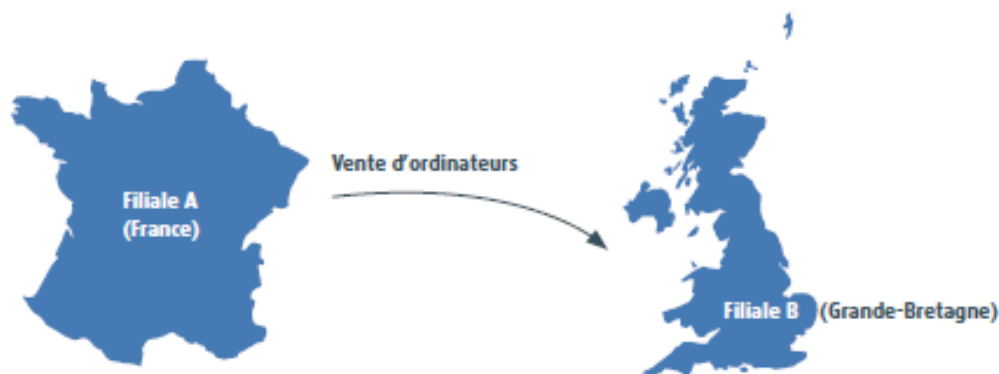 Vente d'ordinateurs
Filiale A
(France)
Filiale B (Grande-Bretagne)